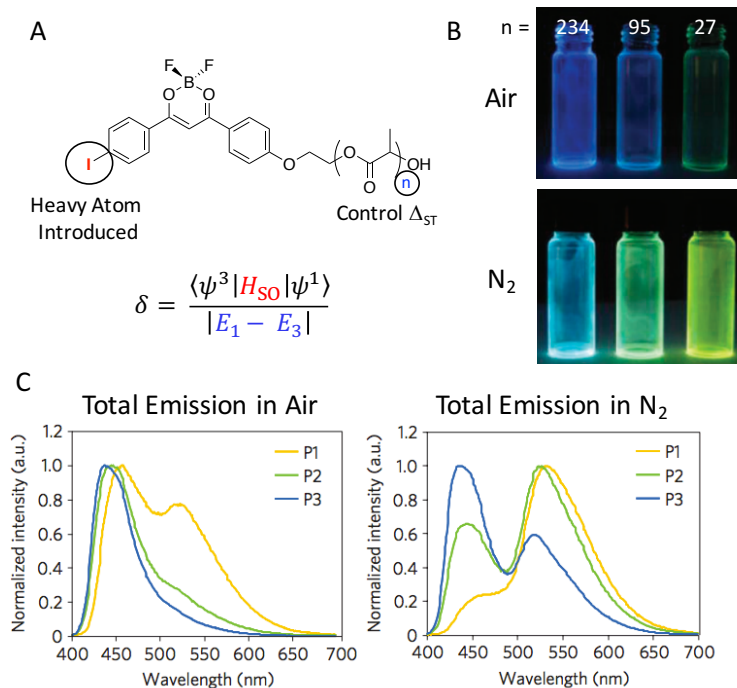 A
F F
B
O O
I
O
O
O
OH
n
Heavy Atom
Introduced
Control Δ_ST
δ = ⟨ψ³|H_SO|ψ¹⟩ / |E₁ − E₃|
B
n = 234 95 27
Air
N₂
C
Total Emission in Air
Normalized intensity (a.u.)
1.2
1.0
0.8
0.6
0.4
0.2
0
400 450 500 550 600 650 700
Wavelength (nm)
P1
P2
P3
Total Emission in N₂
Normalized intensity (a.u.)
1.2
1.0
0.8
0.6
0.4
0.2
0
400 450 500 550 600 650 700
Wavelength (nm)
P1
P2
P3